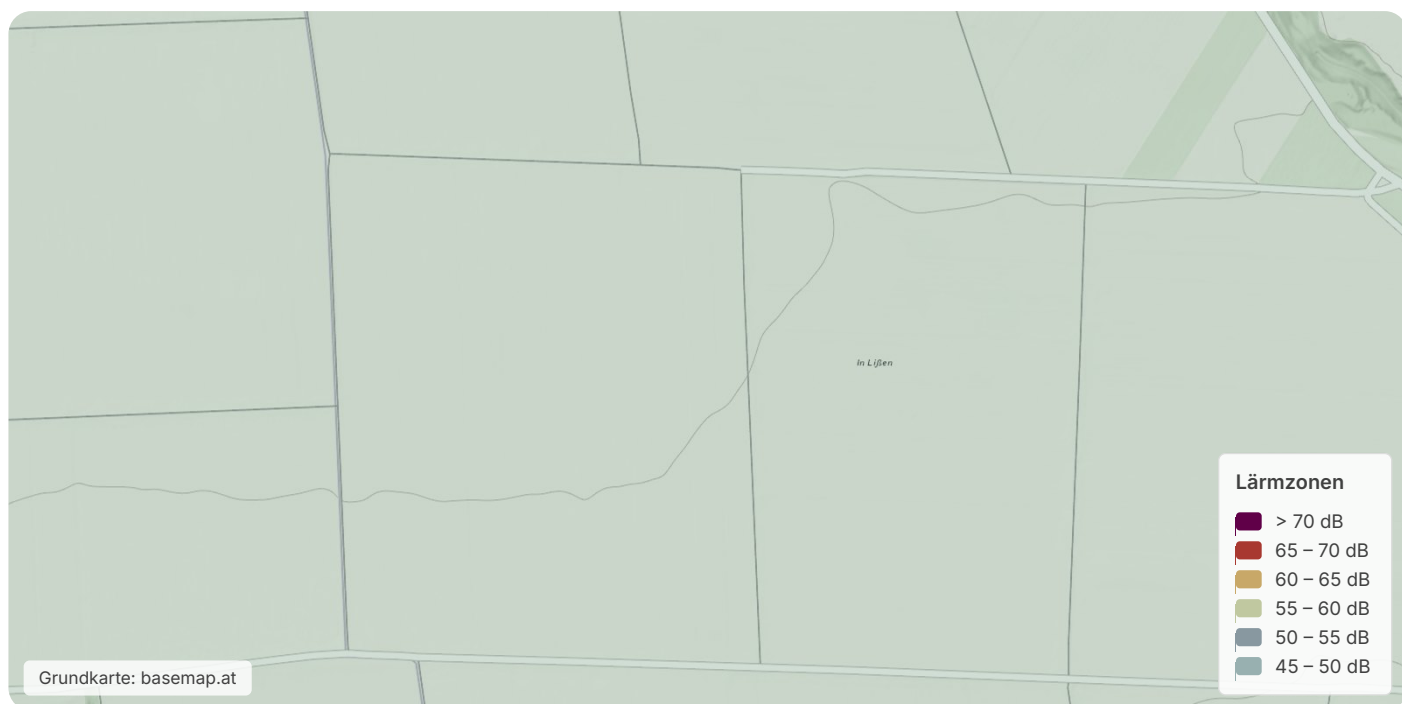 In Lißen
Lärmzonen
> 70 dB
65 – 70 dB
60 – 65 dB
55 – 60 dB
50 – 55 dB
45 – 50 dB
Grundkarte: basemap.at